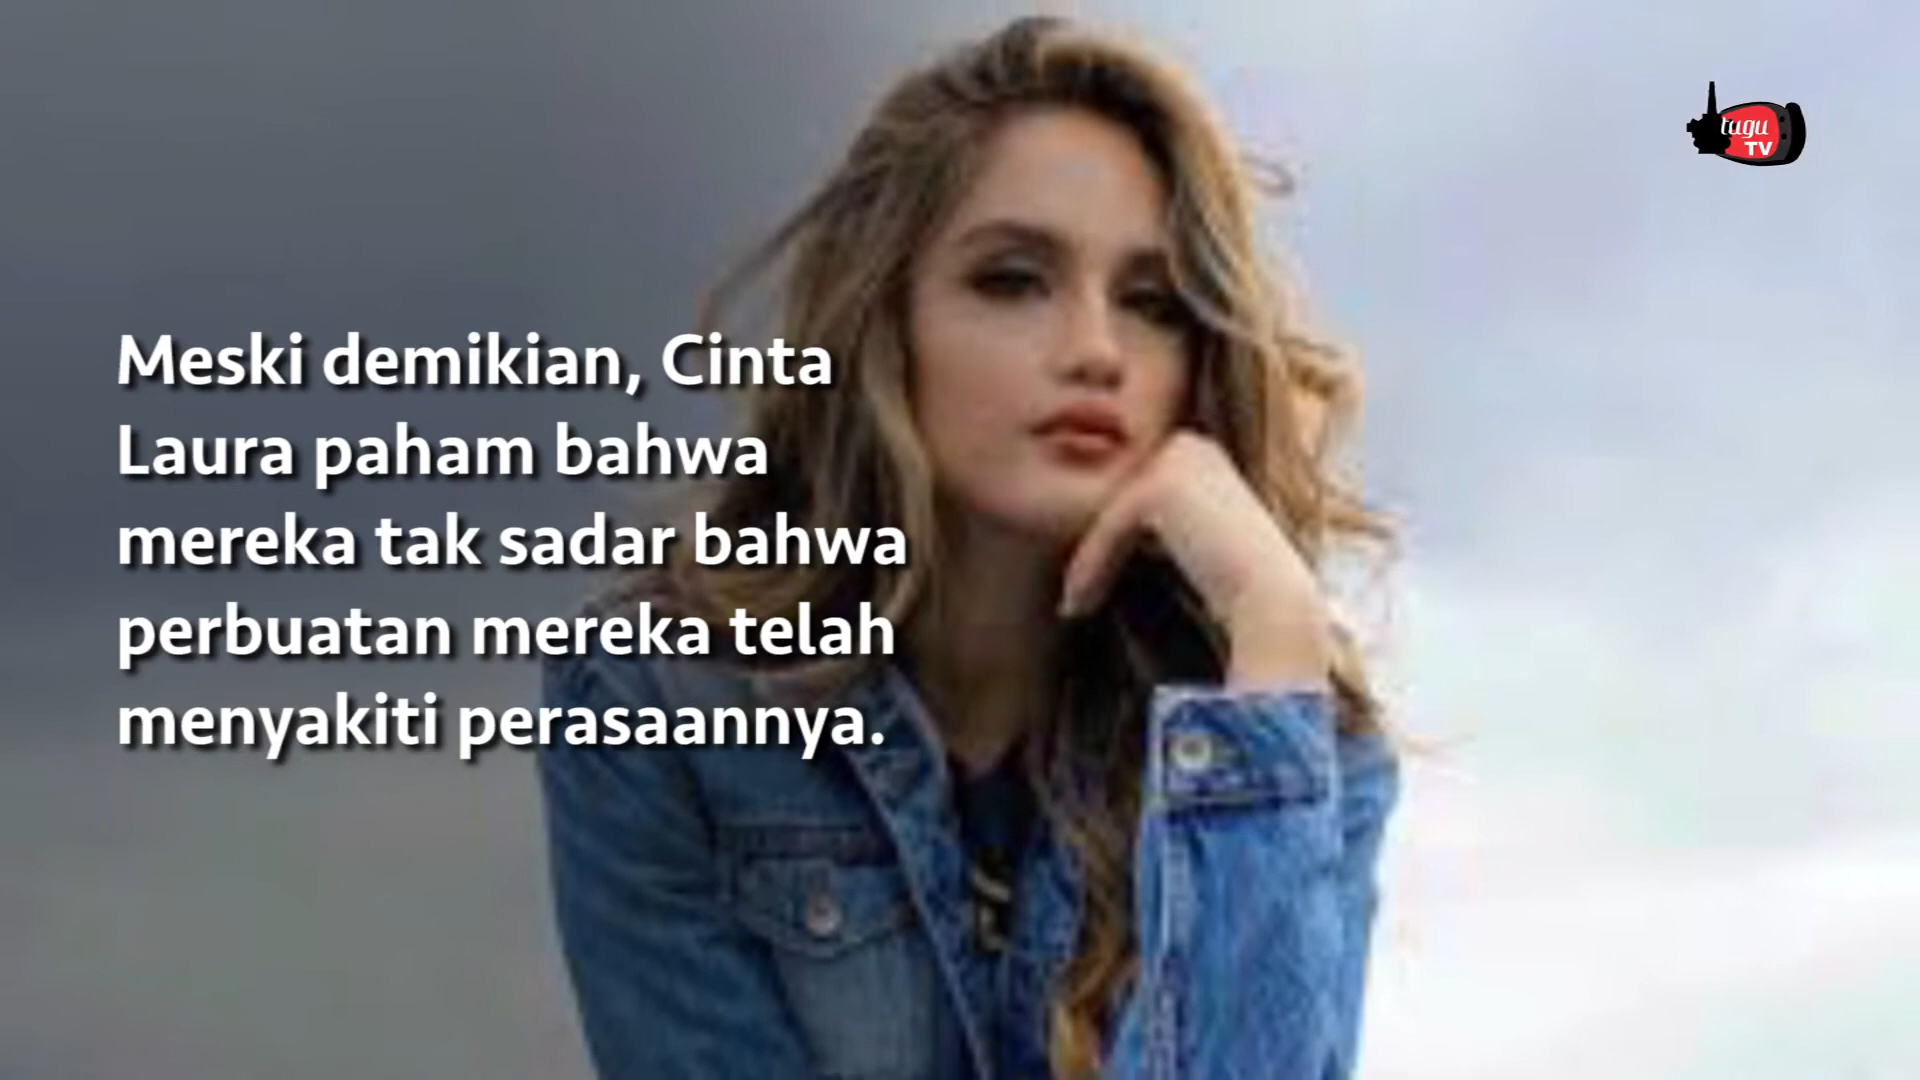 tugu
TV
Meski demikian, Cinta
Laura paham bahwa
mereka tak sadar bahwa
perbuatan mereka telah
menyakiti perasaannya.